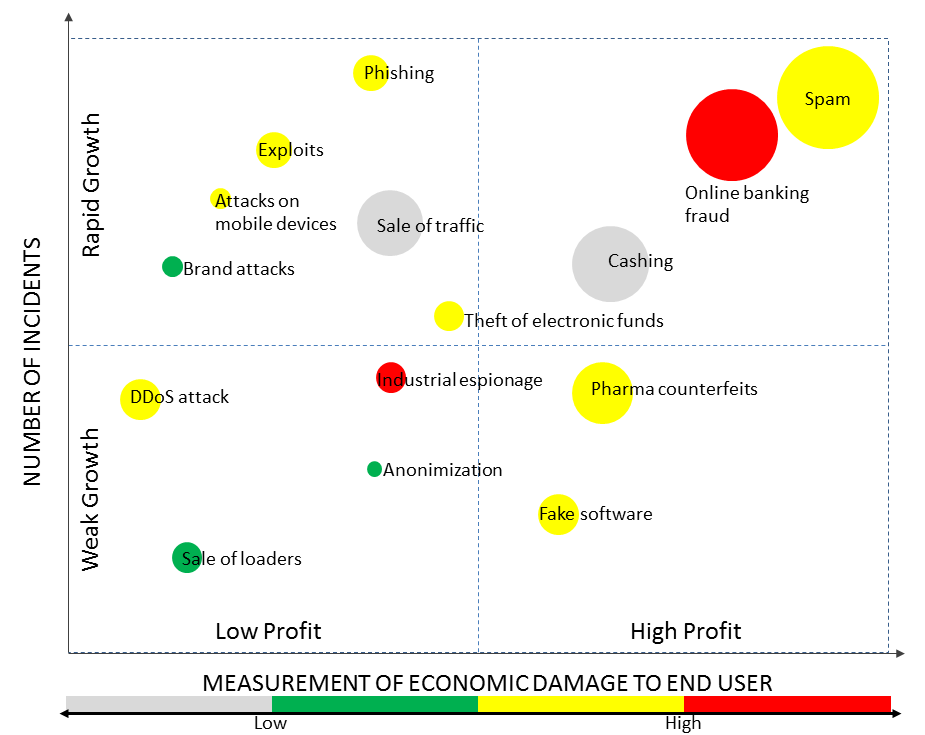 Phishing
Spam
Exploits
Online banking
fraud
Attacks on
mobile devices
Sale of traffic
Cashing
Brand attacks
Theft of electronic funds
Rapid Growth
NUMBER OF INCIDENTS
Industrial espionage
DDoS attack
Pharma counterfeits
Anonimization
Fake software
Sale of loaders
Weak Growth
Low Profit
High Profit
MEASUREMENT OF ECONOMIC DAMAGE TO END USER
Low
High